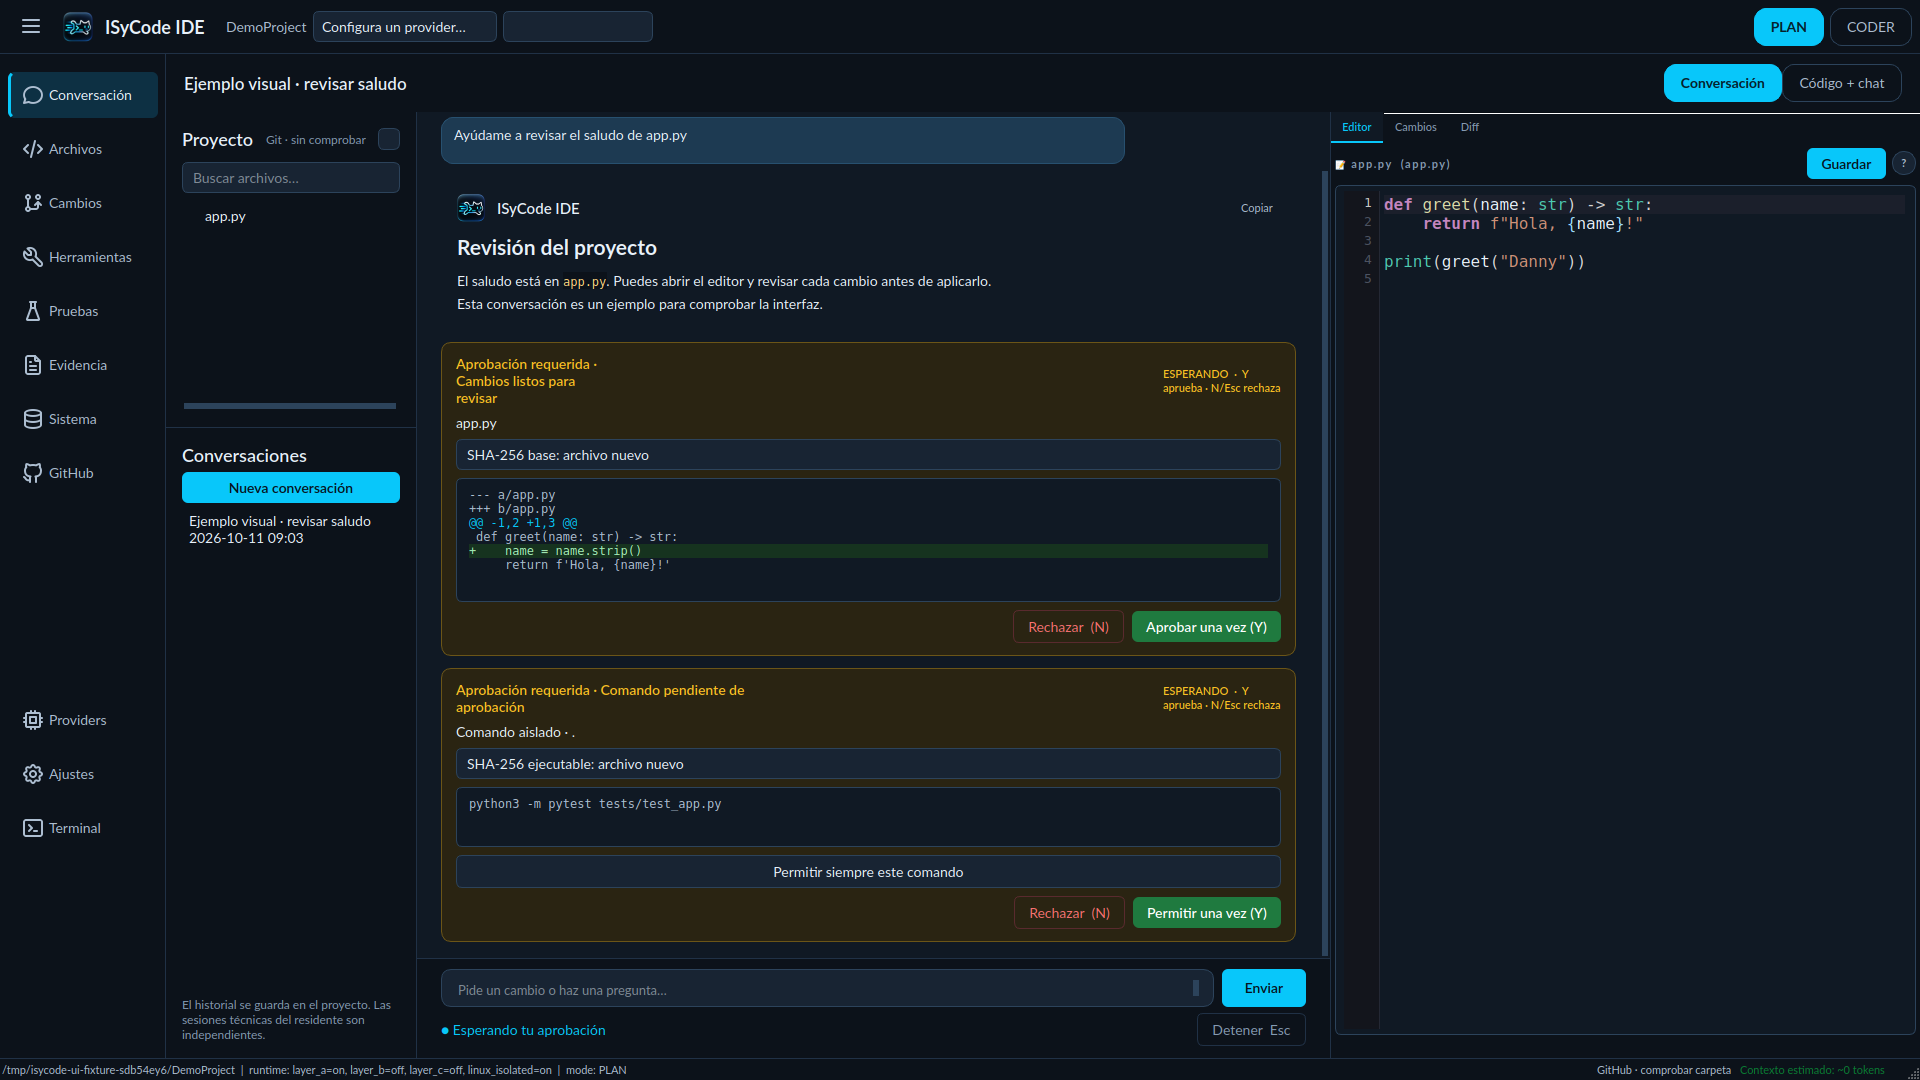 ISyCode IDE
DemoProject
Configura un provider...
PLAN
CODER
Conversación
Archivos
Cambios
Herramientas
Pruebas
Evidencia
Sistema
GitHub
Providers
Ajustes
Terminal
Ejemplo visual · revisar saludo
Conversación
Código + chat
Proyecto
Git · sin comprobar
Buscar archivos...
app.py
Conversaciones
Nueva conversación
Ejemplo visual · revisar saludo
2026-10-11 09:03
El historial se guarda en el proyecto. Las
sesiones técnicas del residente son
independientes.
Ayúdame a revisar el saludo de app.py
ISyCode IDE
Copiar
Revisión del proyecto
El saludo está en app.py. Puedes abrir el editor y revisar cada cambio antes de aplicarlo.
Esta conversación es un ejemplo para comprobar la interfaz.
Aprobación requerida ·
Cambios listos para
revisar
ESPERANDO · Y
aprueba · N/Esc rechaza
app.py
SHA-256 base: archivo nuevo
--- a/app.py
+++ b/app.py
@@ -1,2 +1,3 @@
def greet(name: str) -> str:
+    name = name.strip()
return f'Hola, {name}!'
Rechazar (N)
Aprobar una vez (Y)
Aprobación requerida · Comando pendiente de
aprobación
ESPERANDO · Y
aprueba · N/Esc rechaza
Comando aislado · .
SHA-256 ejecutable: archivo nuevo
python3 -m pytest tests/test_app.py
Permitir siempre este comando
Rechazar (N)
Permitir una vez (Y)
Pide un cambio o haz una pregunta...
Enviar
Esperando tu aprobación
Detener Esc
Editor
Cambios
Diff
app.py (app.py)
Guardar
?
1 def greet(name: str) -> str:
2     return f"Hola, {name}!"
3
4 print(greet("Danny"))
5
/tmp/isycode-ui-fixture-sdb54ey6/DemoProject | runtime: layer_a=on, layer_b=off, layer_c=off, linux_isolated=on | mode: PLAN
GitHub · comprobar carpeta
Contexto estimado: ~0 tokens